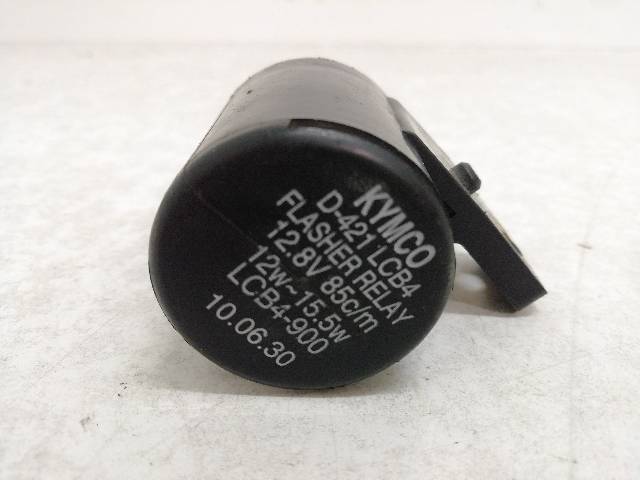 KYMCO
D-421 LCB4
FLASHER RELAY
12.8V 85c/m
12w~15.5w
LCB4-900
10.06.30